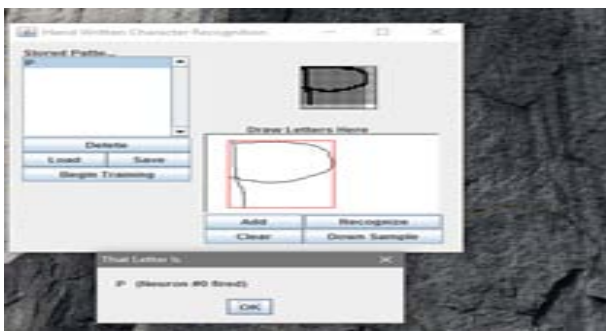 Hand Written Character Recognition
Stored Patte...
P
P
Draw Letters Here
Delete
Load Save
Begin Training
P
Add Recognize
Clear Down Sample
That Letter Is
P (Neuron #0 fired)
OK